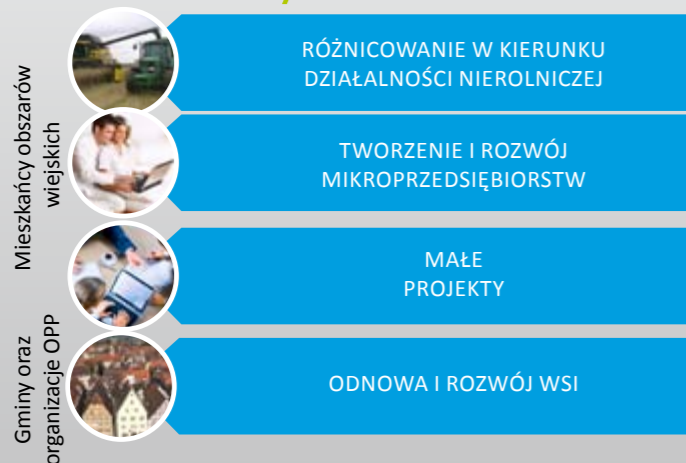 Mieszkańcy obszarów
wiejskich
RÓŻNICOWANIE W KIERUNKU
DZIAŁALNOŚCI NIEROLNICZEJ
TWORZENIE I ROZWÓJ
MIKROPRZEDSIĘBIORSTW
MAŁE
PROJEKTY
Gminy oraz
organizacje OPP
ODNOWA I ROZWÓJ WSI